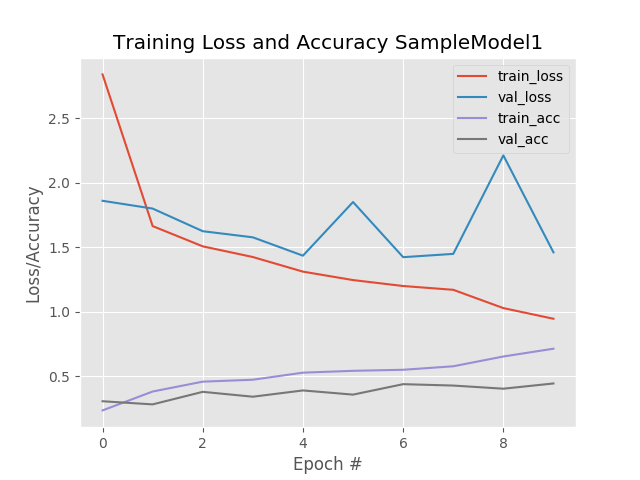 Training Loss and Accuracy SampleModel1
train_loss
val_loss
train_acc
val_acc
Loss/Accuracy
2.5
2.0
1.5
1.0
0.5
0 2 4 6 8
Epoch #